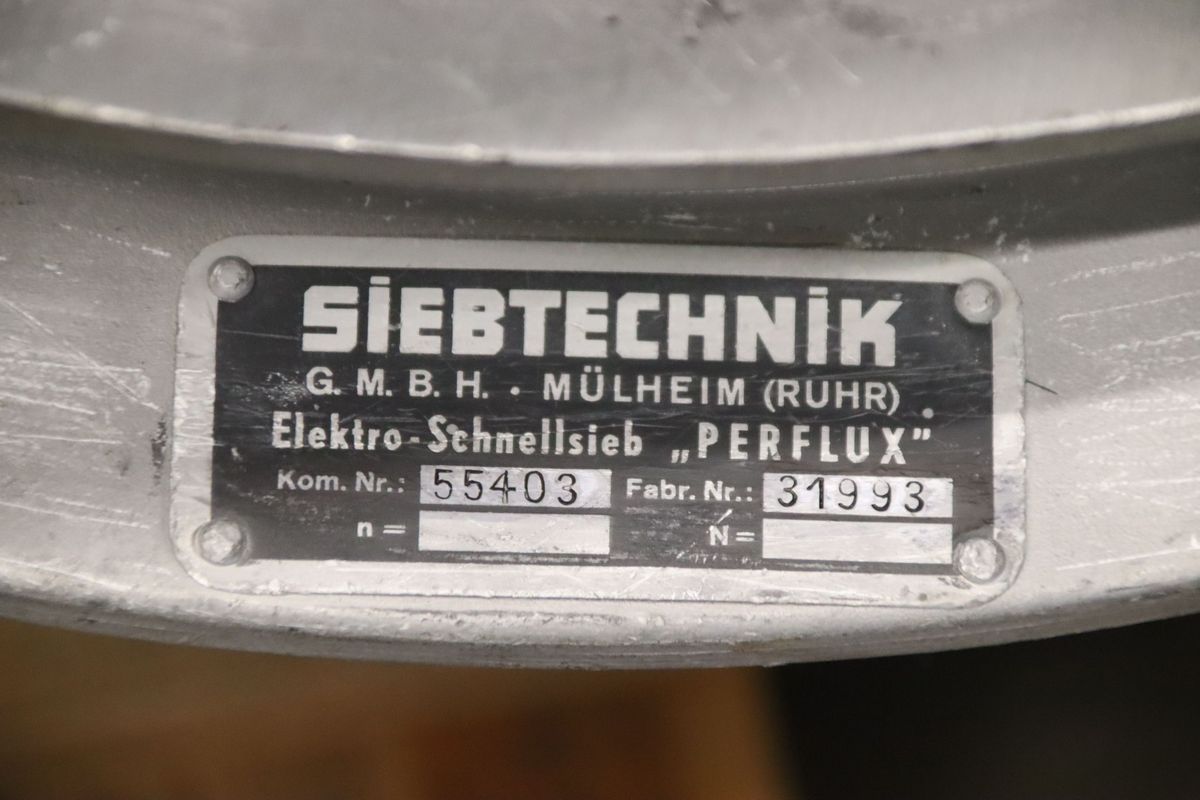 SiEBTECHNiK
G. M. B. H. · MÜLHEIM (RUHR)
Elektro-Schnellsieb „PERFLUX”
Kom. Nr.: 55403 Fabr. Nr.: 31993
n= N=